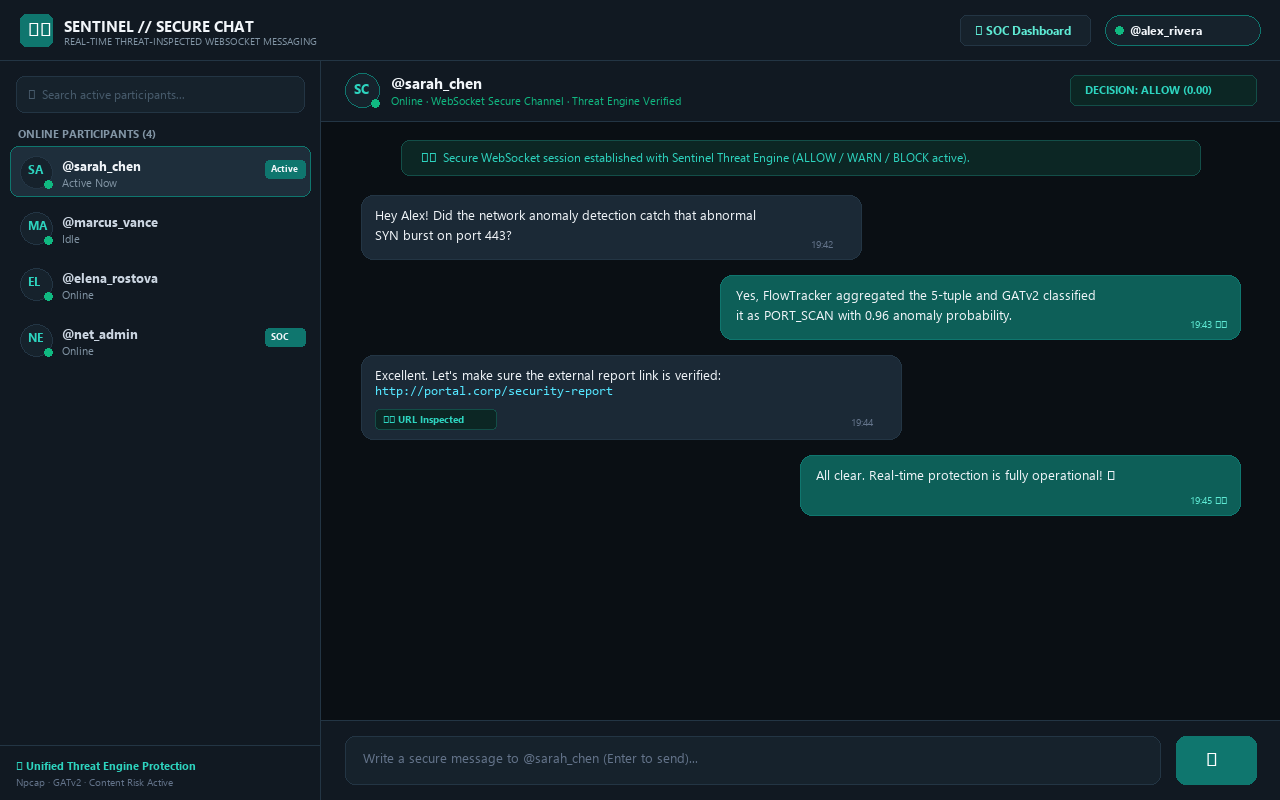 SENTINEL // SECURE CHAT
REAL-TIME THREAT-INSPECTED WEBSOCKET MESSAGING
SOC Dashboard
@alex_rivera
Search active participants...
ONLINE PARTICIPANTS (4)
SA
@sarah_chen
Active Now
Active
MA
@marcus_vance
Idle
EL
@elena_rostova
Online
NE
@net_admin
Online
SOC
Unified Threat Engine Protection
Npcap · GATv2 · Content Risk Active
SC
@sarah_chen
Online · WebSocket Secure Channel · Threat Engine Verified
DECISION: ALLOW (0.00)
Secure WebSocket session established with Sentinel Threat Engine (ALLOW / WARN / BLOCK active).
Hey Alex! Did the network anomaly detection catch that abnormal
SYN burst on port 443?
19:42
Yes, FlowTracker aggregated the 5-tuple and GATv2 classified
it as PORT_SCAN with 0.96 anomaly probability.
19:43
Excellent. Let's make sure the external report link is verified:
http://portal.corp/security-report
URL Inspected
19:44
All clear. Real-time protection is fully operational!
19:45
Write a secure message to @sarah_chen (Enter to send)...